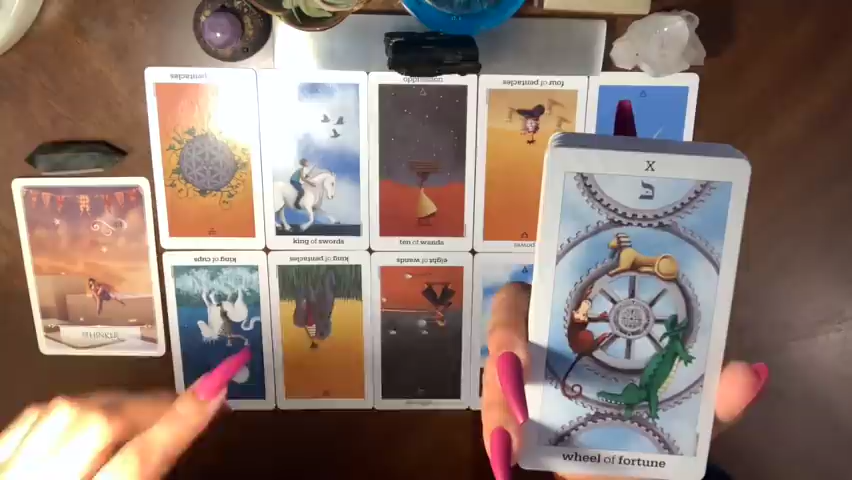 pentacles
four of pentacles
king of swords
ten of wands
king of cups
king of pentacles
eight of wands
X
wheel of fortune